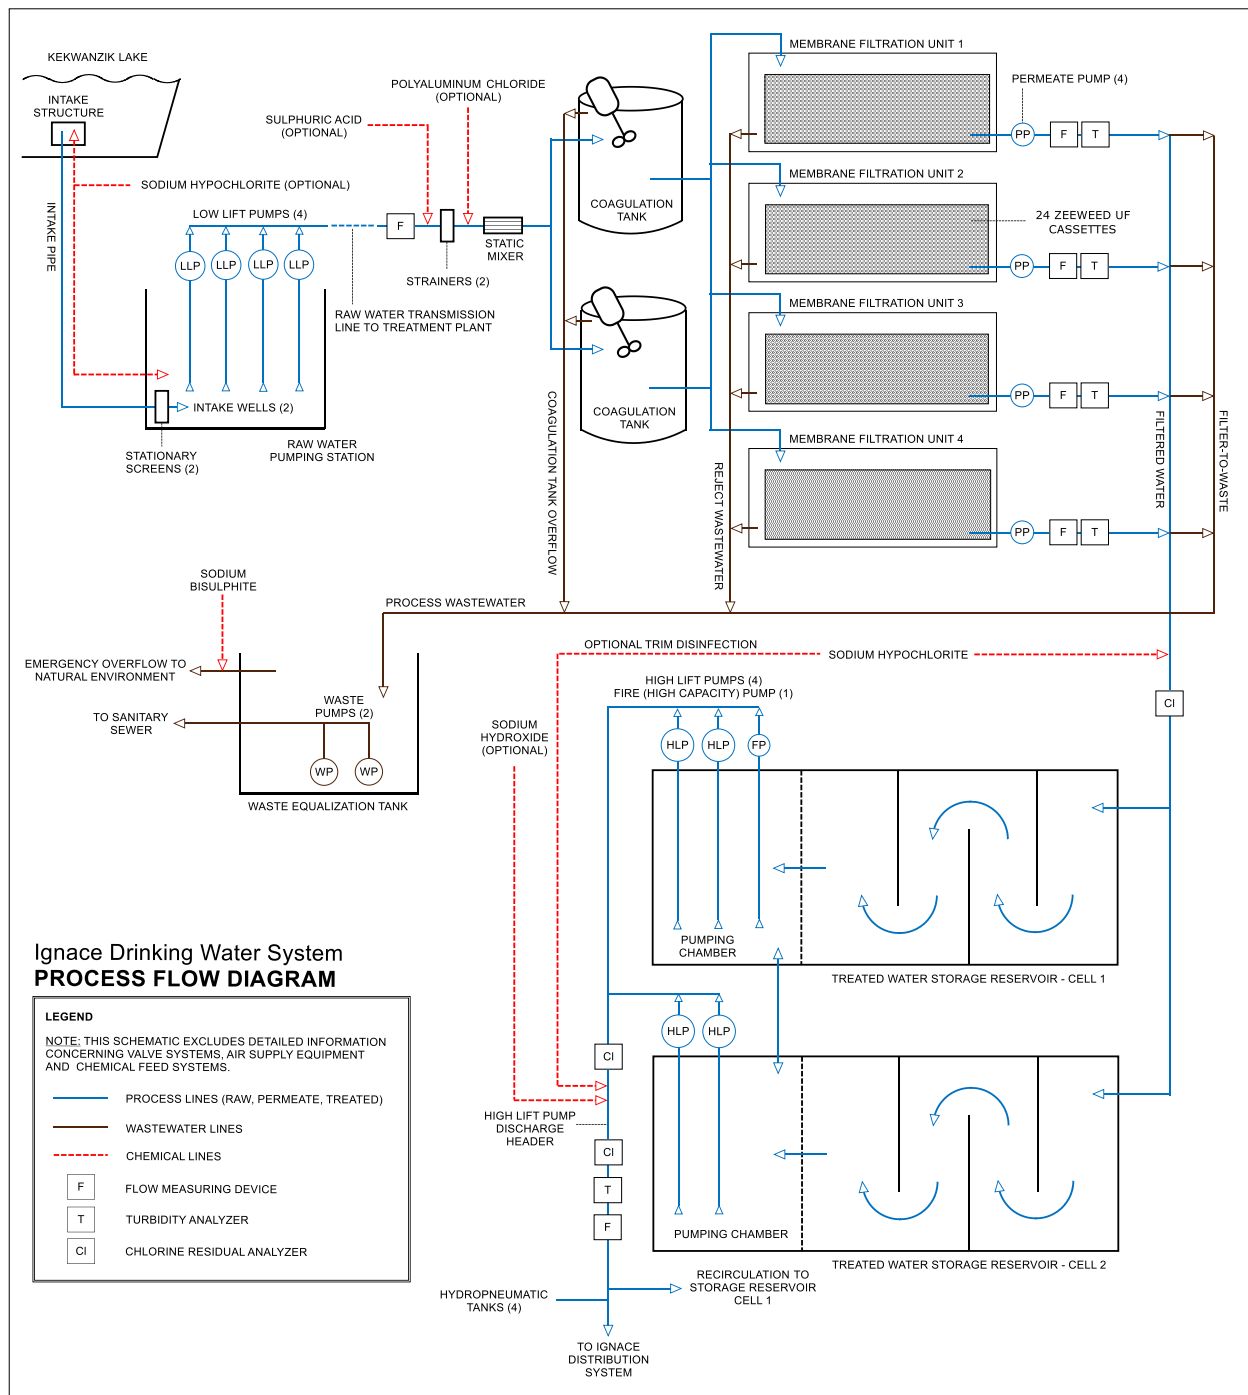 KEKWANZIK LAKE
INTAKE
STRUCTURE
SODIUM HYPOCHLORITE (OPTIONAL)
INTAKE PIPE
LOW LIFT PUMPS (4)
LLP
LLP
LLP
LLP
INTAKE WELLS (2)
STATIONARY
SCREENS (2)
RAW WATER
PUMPING STATION
RAW WATER TRANSMISSION
LINE TO TREATMENT PLANT
SULPHURIC ACID
(OPTIONAL)
POLYALUMINUM CHLORIDE
(OPTIONAL)
F
STRAINERS (2)
STATIC
MIXER
COAGULATION
TANK
COAGULATION
TANK
COAGULATION TANK OVERFLOW
REJECT WASTEWATER
MEMBRANE FILTRATION UNIT 1
PERMEATE PUMP (4)
PP
F
T
MEMBRANE FILTRATION UNIT 2
24 ZEEWEED UF
CASSETTES
PP
F
T
MEMBRANE FILTRATION UNIT 3
PP
F
T
MEMBRANE FILTRATION UNIT 4
PP
F
T
FILTERED WATER
FILTER-TO-WASTE
SODIUM
BISULPHITE
PROCESS WASTEWATER
EMERGENCY OVERFLOW TO
NATURAL ENVIRONMENT
TO SANITARY
SEWER
WASTE
PUMPS (2)
WP
WP
WASTE EQUALIZATION TANK
OPTIONAL TRIM DISINFECTION
SODIUM HYPOCHLORITE
CI
HIGH LIFT PUMPS (4)
FIRE (HIGH CAPACITY) PUMP (1)
SODIUM
HYDROXIDE
(OPTIONAL)
HLP
HLP
FP
PUMPING
CHAMBER
TREATED WATER STORAGE RESERVOIR - CELL 1
HLP
HLP
CI
HIGH LIFT PUMP
DISCHARGE
HEADER
CI
T
F
PUMPING CHAMBER
TREATED WATER STORAGE RESERVOIR - CELL 2
RECIRCULATION TO
STORAGE RESERVOIR
CELL 1
HYDROPNEUMATIC
TANKS (4)
TO IGNACE
DISTRIBUTION
SYSTEM
Ignace Drinking Water System
PROCESS FLOW DIAGRAM
LEGEND
NOTE: THIS SCHEMATIC EXCLUDES DETAILED INFORMATION
CONCERNING VALVE SYSTEMS, AIR SUPPLY EQUIPMENT
AND CHEMICAL FEED SYSTEMS.
PROCESS LINES (RAW, PERMEATE, TREATED)
WASTEWATER LINES
CHEMICAL LINES
F FLOW MEASURING DEVICE
T TURBIDITY ANALYZER
CI CHLORINE RESIDUAL ANALYZER